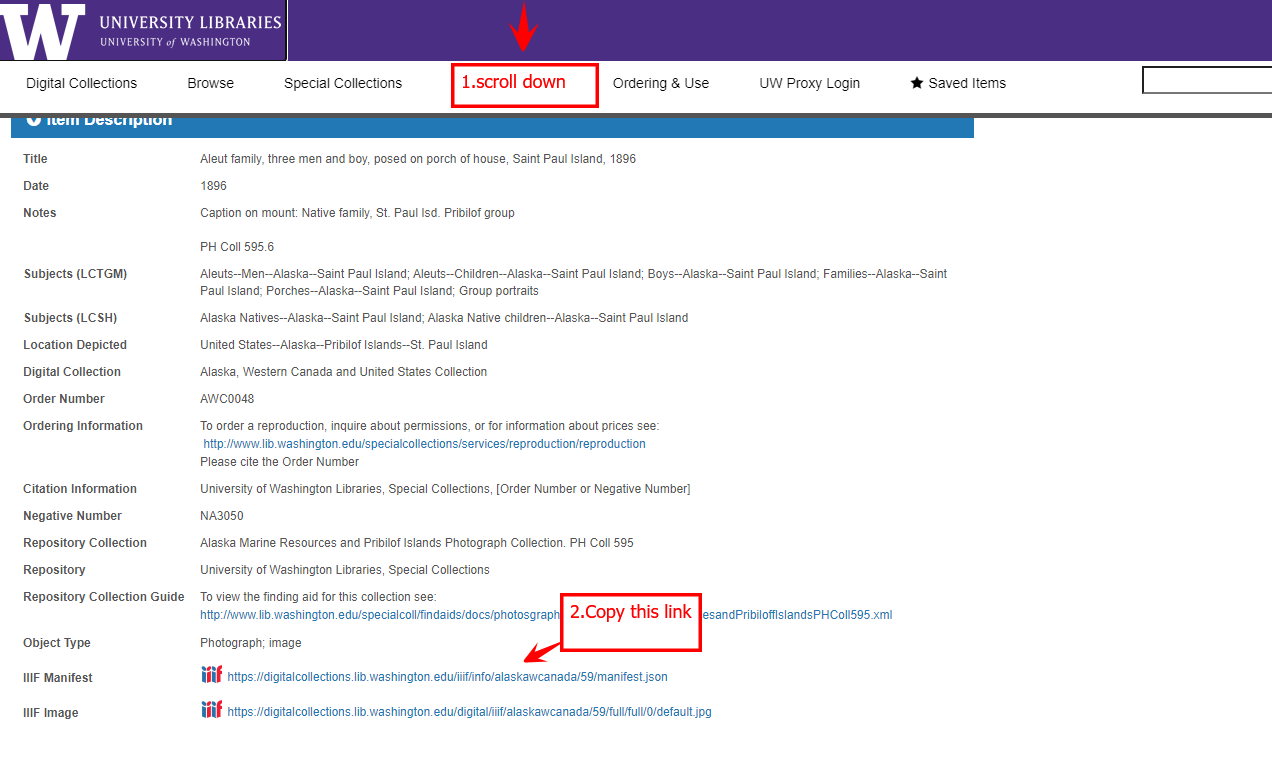 UNIVERSITY LIBRARIES
UNIVERSITY of WASHINGTON
Digital Collections
Browse
Special Collections
1.scroll down
Ordering & Use
UW Proxy Login
Saved Items
Item Description
Title Aleut family, three men and boy, posed on porch of house, Saint Paul Island, 1896
Date 1896
Notes Caption on mount: Native family, St. Paul Isd. Pribilof group
PH Coll 595.6
Subjects (LCTGM) Aleuts--Men--Alaska--Saint Paul Island; Aleuts--Children--Alaska--Saint Paul Island; Boys--Alaska--Saint Paul Island; Families--Alaska--Saint
Paul Island; Porches--Alaska--Saint Paul Island; Group portraits
Subjects (LCSH) Alaska Natives--Alaska--Saint Paul Island; Alaska Native children--Alaska--Saint Paul Island
Location Depicted United States--Alaska--Pribilof Islands--St. Paul Island
Digital Collection Alaska, Western Canada and United States Collection
Order Number AWC0048
Ordering Information To order a reproduction, inquire about permissions, or for information about prices see:
http://www.lib.washington.edu/specialcollections/services/reproduction/reproduction
Please cite the Order Number
Citation Information University of Washington Libraries, Special Collections, [Order Number or Negative Number]
Negative Number NA3050
Repository Collection Alaska Marine Resources and Pribilof Islands Photograph Collection. PH Coll 595
Repository University of Washington Libraries, Special Collections
Repository Collection Guide To view the finding aid for this collection see:
http://www.lib.washington.edu/specialcoll/findaids/docs/photosgraph
2.Copy this link
esandPribiloffIslandsPHColl595.xml
Object Type Photograph; image
IIIF Manifest iiif https://digitalcollections.lib.washington.edu/iiif/info/alaskawcanada/59/manifest.json
IIIF Image iiif https://digitalcollections.lib.washington.edu/digital/iiif/alaskawcanada/59/full/full/0/default.jpg